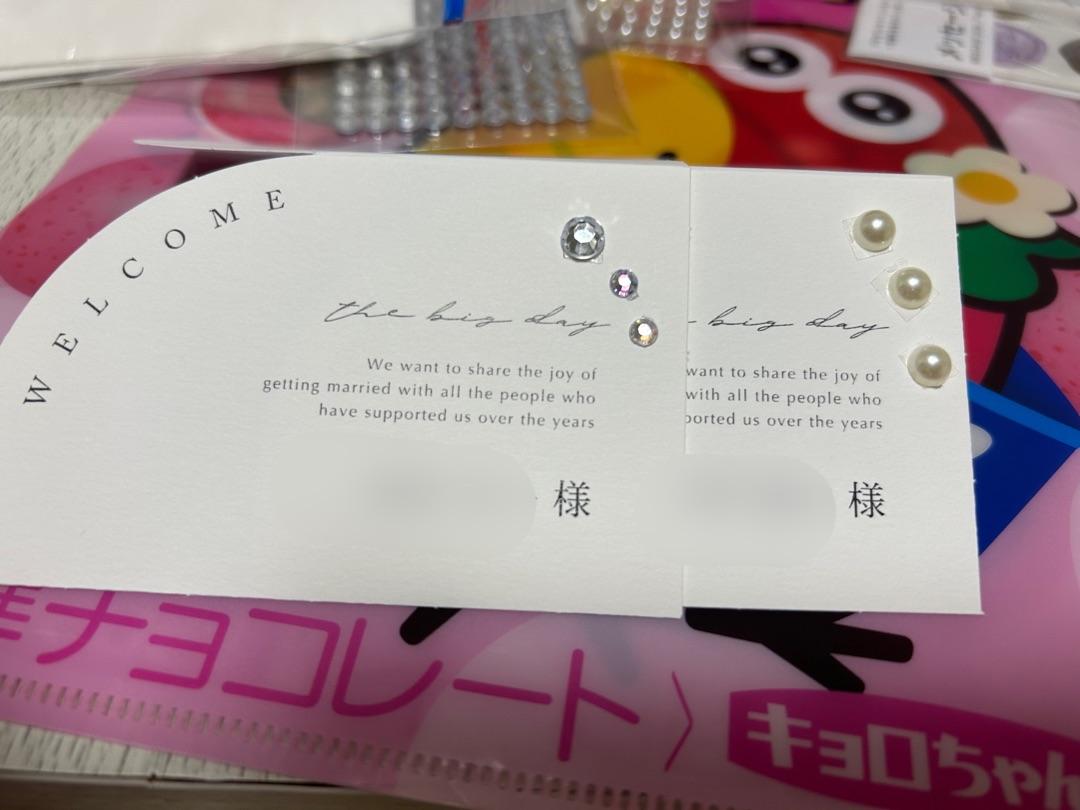 WELCOME
the big day
We want to share the joy of
getting married with all the people who
have supported us over the years
様
big day
want to share the joy of
with all the people who
ported us over the years
様
チョコレート〉
キョロちゃん